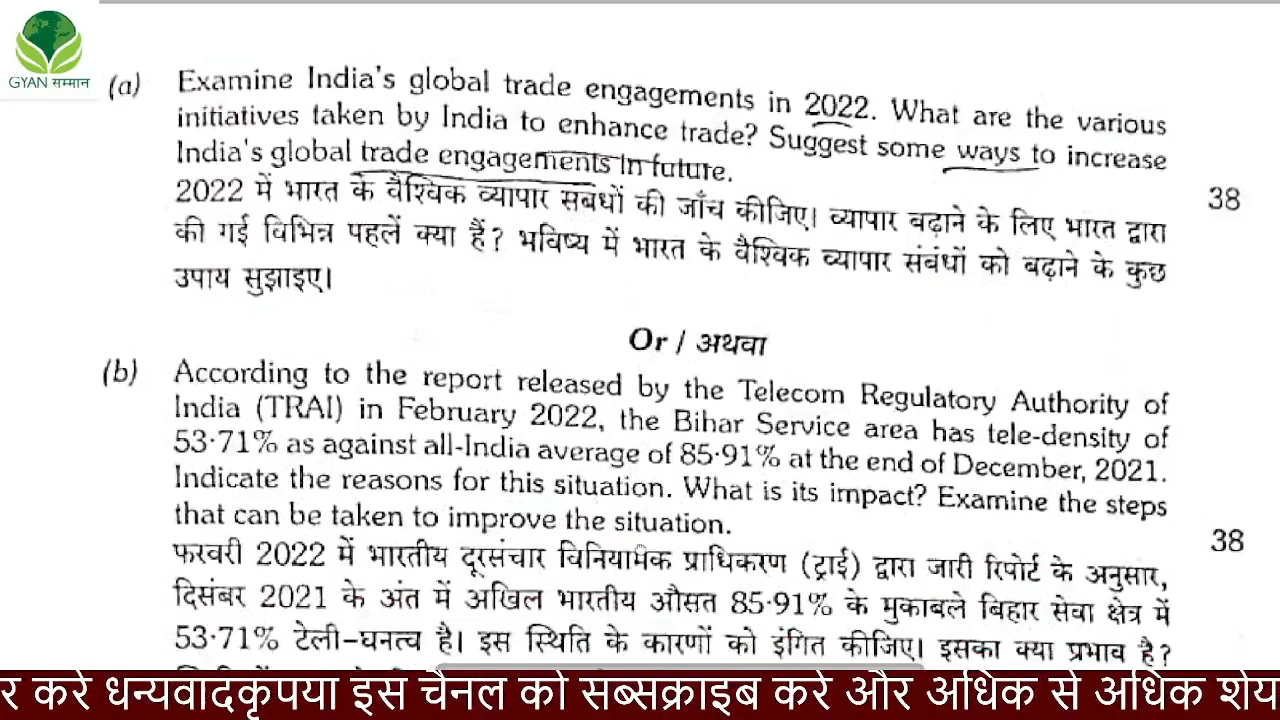 GYAN सम्मान
(a) Examine India's global trade engagements in 2022. What are the various
initiatives taken by India to enhance trade? Suggest some ways to increase
India's global trade engagements in future.
2022 में भारत के वैश्विक व्यापार संबंधों की जाँच कीजिए। व्यापार बढ़ाने के लिए भारत द्वारा
की गई विभिन्न पहलें क्या हैं? भविष्य में भारत के वैश्विक व्यापार संबंधों को बढ़ाने के कुछ
उपाय सुझाइए।
38
Or / अथवा
(b) According to the report released by the Telecom Regulatory Authority of
India (TRAI) in February 2022, the Bihar Service area has tele-density of
53·71% as against all-India average of 85·91% at the end of December, 2021.
Indicate the reasons for this situation. What is its impact? Examine the steps
that can be taken to improve the situation.
38
फरवरी 2022 में भारतीय दूरसंचार विनियामक प्राधिकरण (ट्राई) द्वारा जारी रिपोर्ट के अनुसार,
दिसंबर 2021 के अंत में अखिल भारतीय औसत 85·91% के मुकाबले बिहार सेवा क्षेत्र में
53·71% टेली-घनत्व है। इस स्थिति के कारणों को इंगित कीजिए। इसका क्या प्रभाव है?
र करे धन्यवादकृपया इस चैनल को सब्सक्राइब करे और अधिक से अधिक शेय